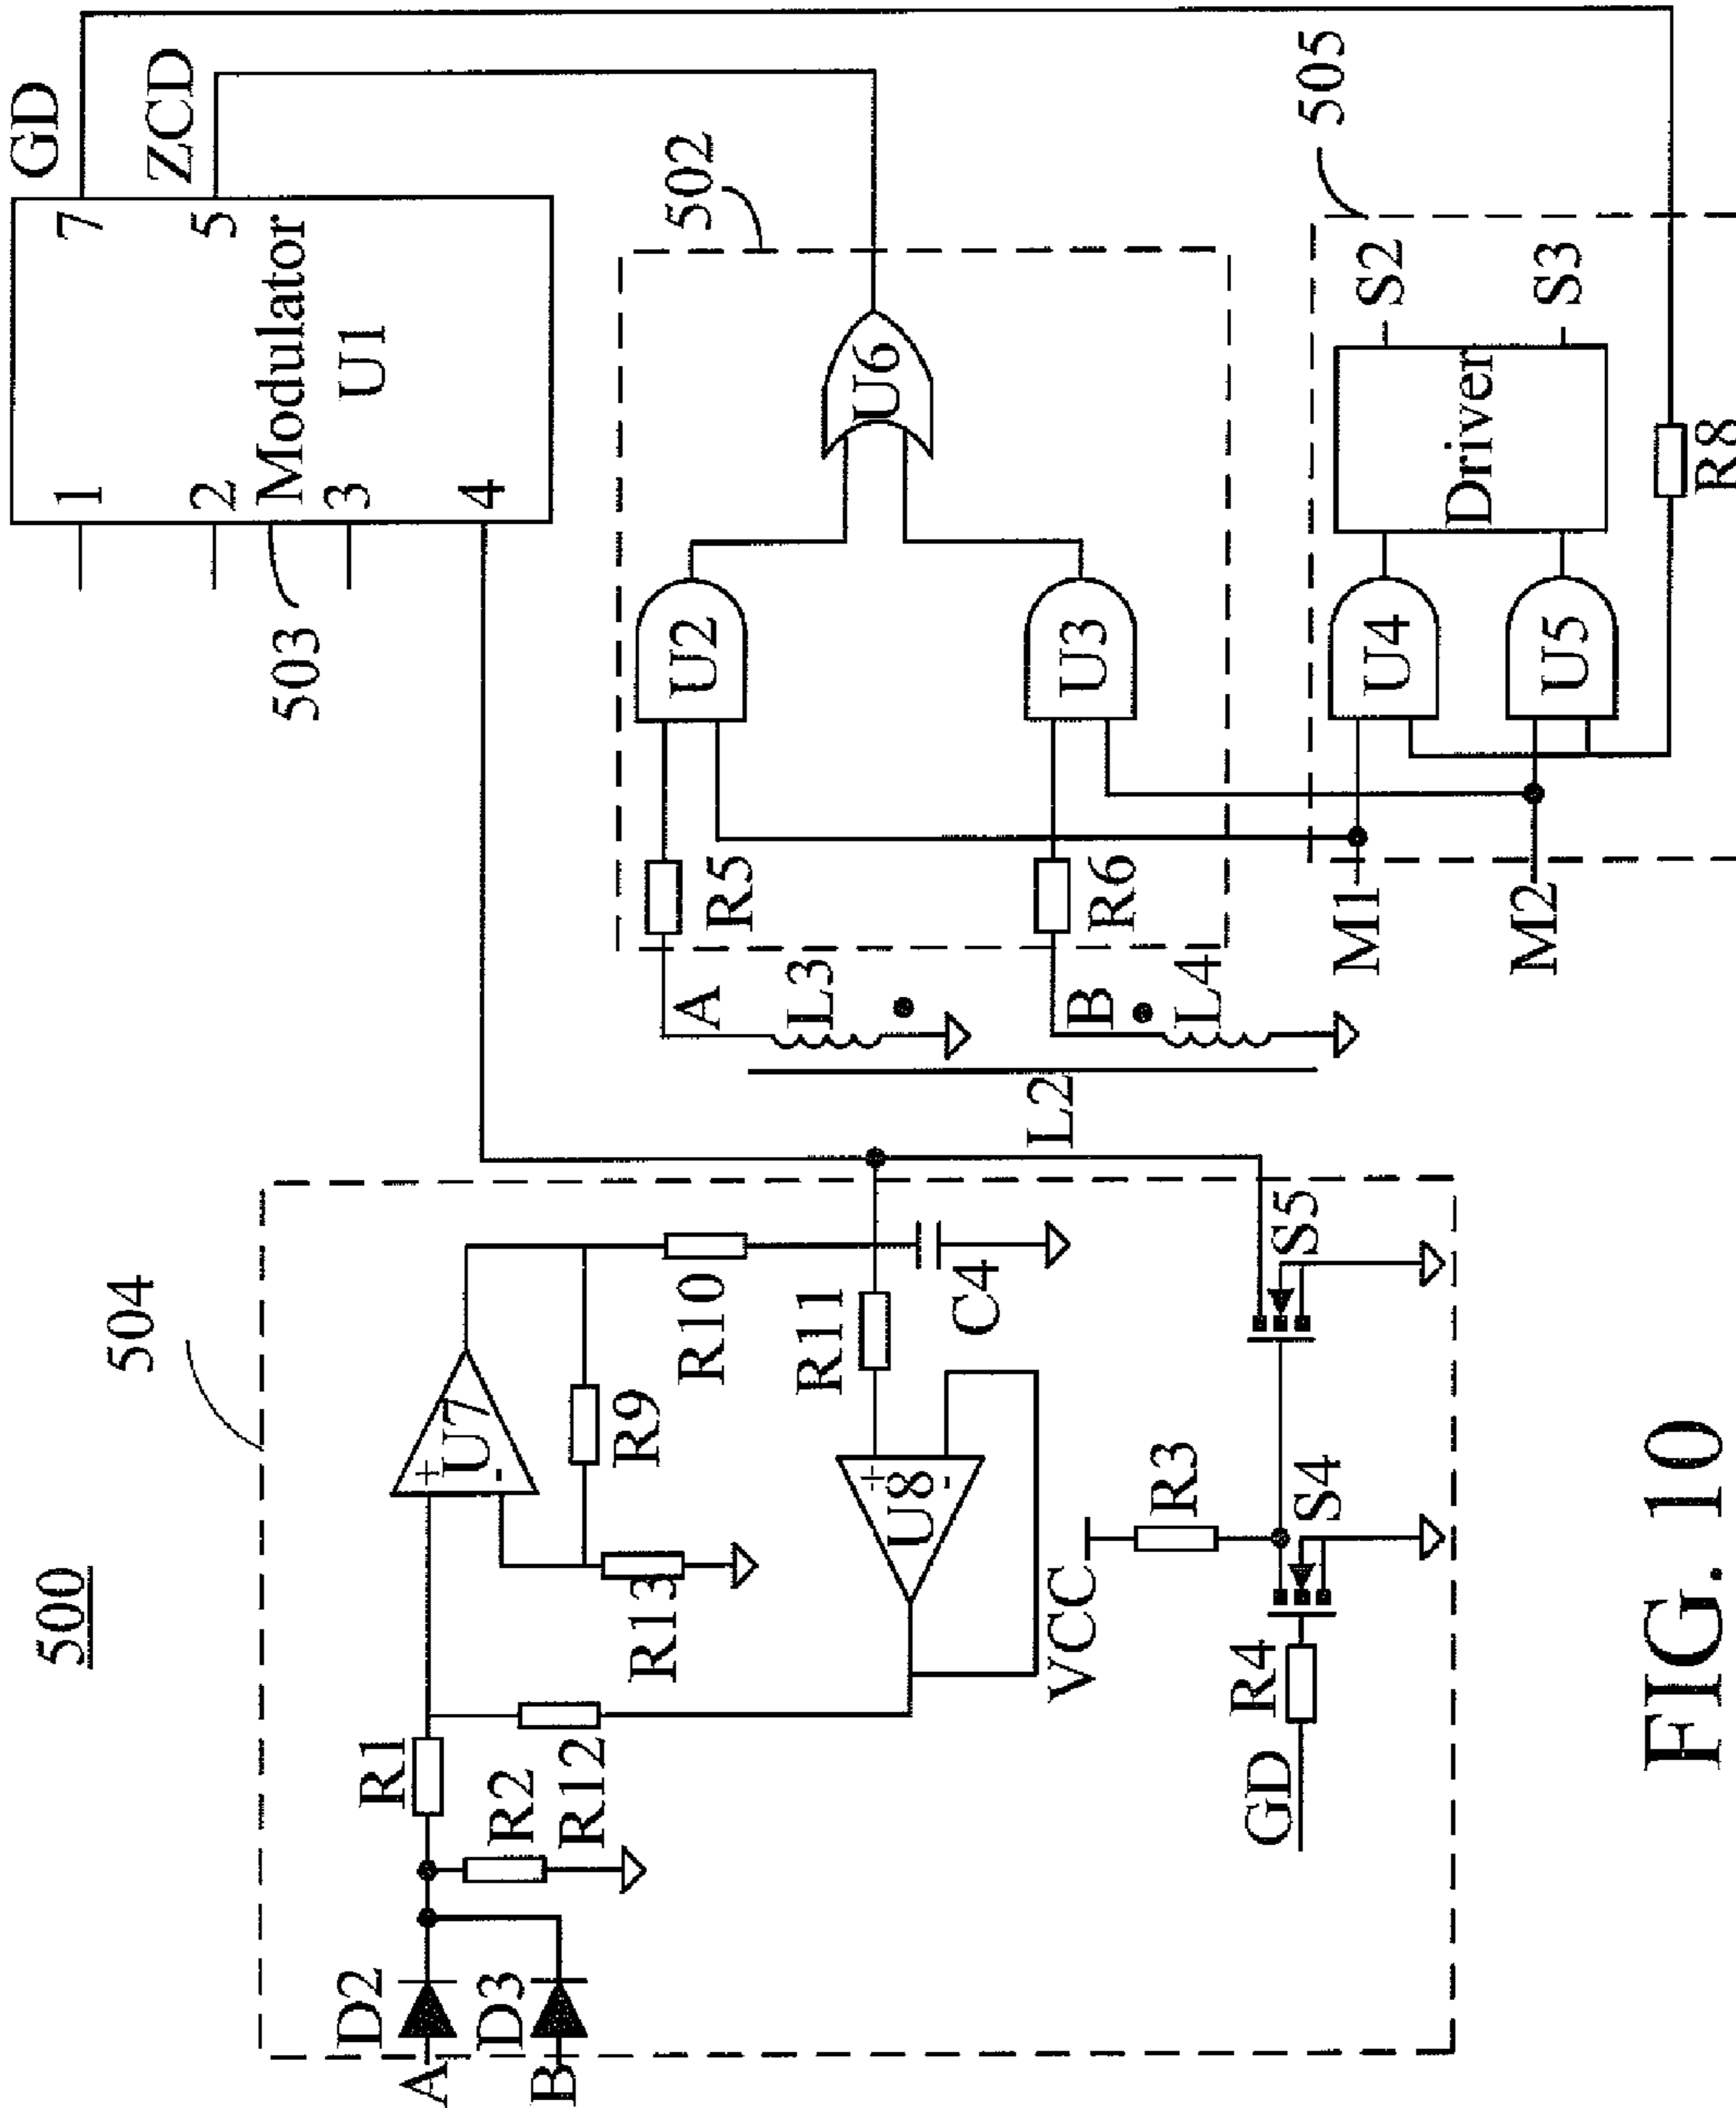 500
504
A
D2
B
D3
R1
R2
R12
+
U7
-
R13
R9
R10
R11
C4
+
U8
-
VCC
R3
GD
R4
S4
S5
1
2
3
4
Modulator
U1
7
5
GD
ZCD
503
502
L2
A
L3
B
L4
R5
R6
U2
U3
U6
505
M1
M2
U4
U5
Driver
S2
S3
R8
FIG. 10